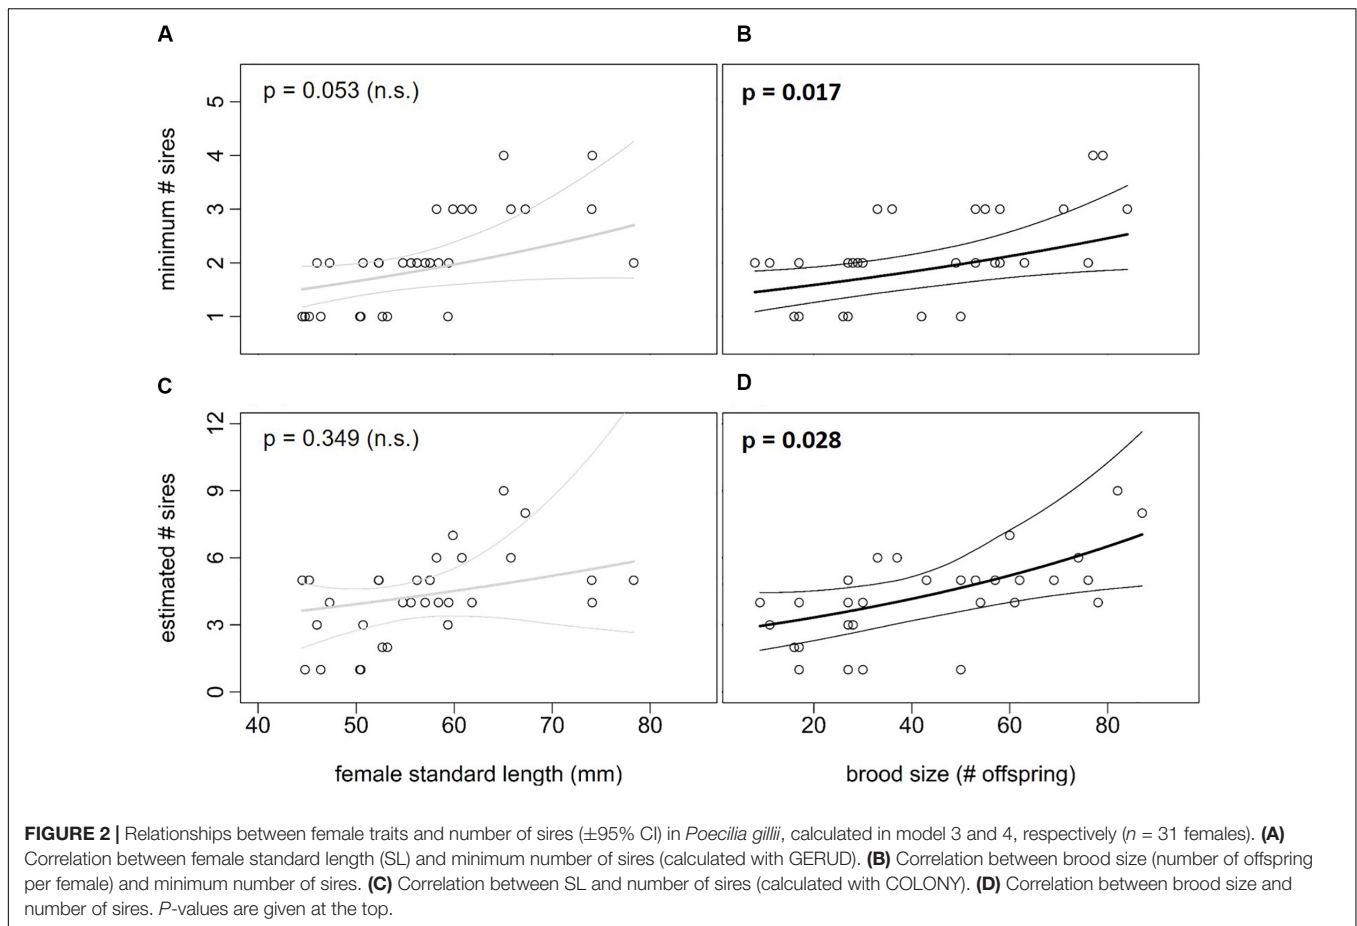 A
B
p = 0.053 (n.s.)
p = 0.017
minimum # sires
5
4
3
2
1
C
D
p = 0.349 (n.s.)
p = 0.028
estimated # sires
12
9
6
3
0
40 50 60 70 80
20 40 60 80
female standard length (mm)
brood size (# offspring)
FIGURE 2 | Relationships between female traits and number of sires (±95% CI) in Poecilia gillii, calculated in model 3 and 4, respectively (n = 31 females). (A)
Correlation between female standard length (SL) and minimum number of sires (calculated with GERUD). (B) Correlation between brood size (number of offspring
per female) and minimum number of sires. (C) Correlation between SL and number of sires (calculated with COLONY). (D) Correlation between brood size and
number of sires. P-values are given at the top.